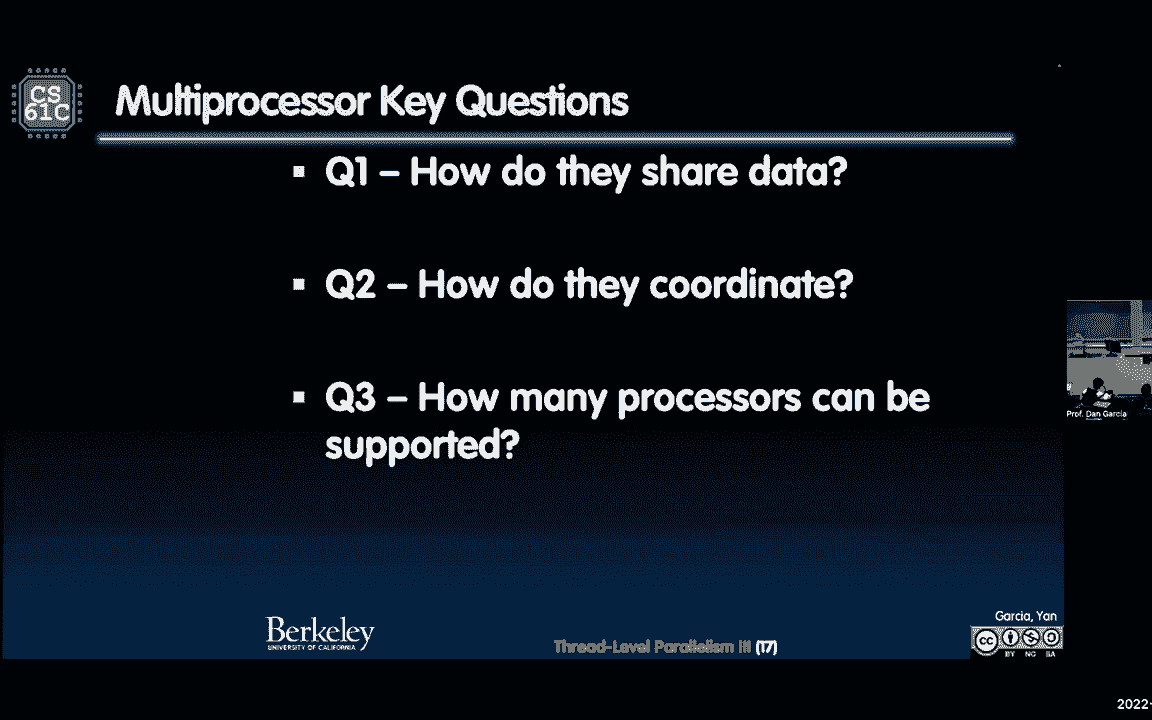 CS
61C
Multiprocessor Key Questions
▪ Q1 – How do they share data?
▪ Q2 – How do they coordinate?
▪ Q3 – How many processors can be
supported?
Prof. Dan Garcia
Garcia, Yan
Berkeley
UNIVERSITY OF CALIFORNIA
Thread-Level Parallelism III (17)
cc
BY NC SA
2022-